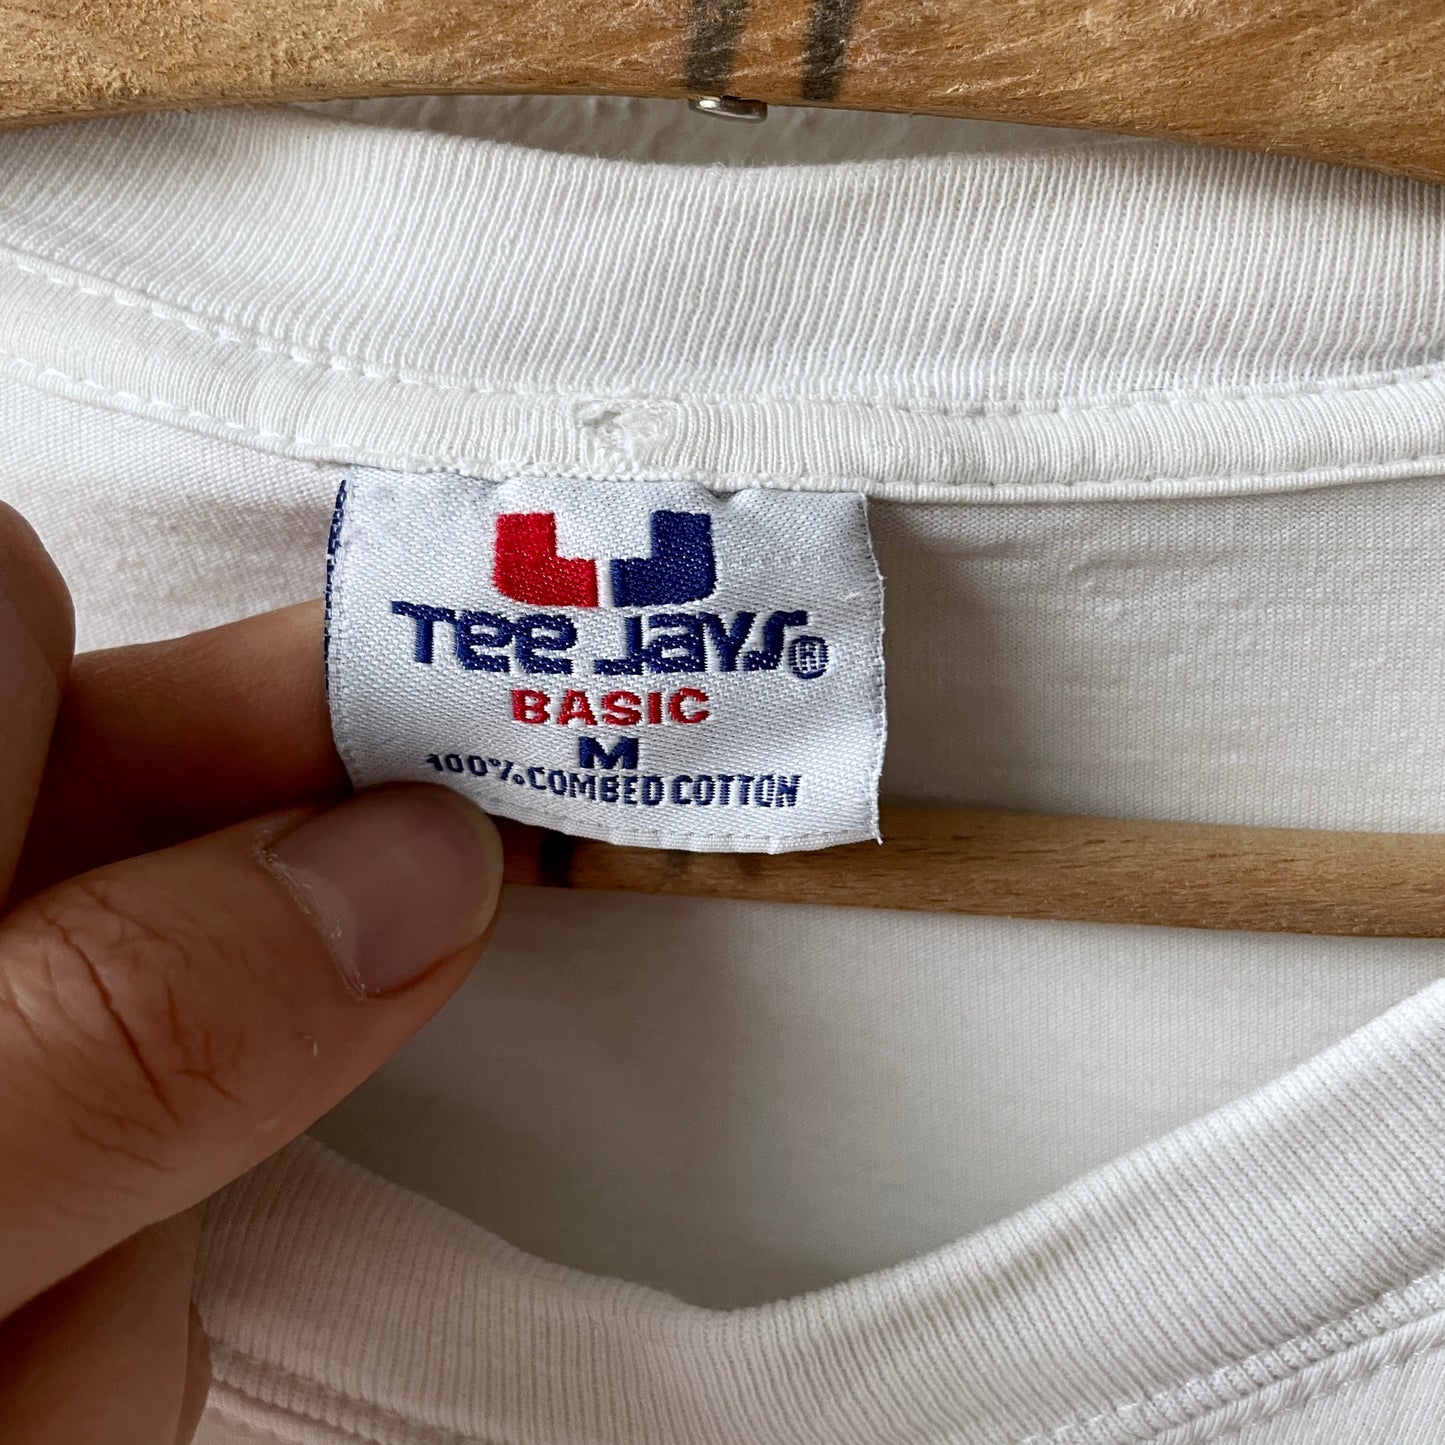 Tee Jays®
BASIC
M
100% COMBED COTTON